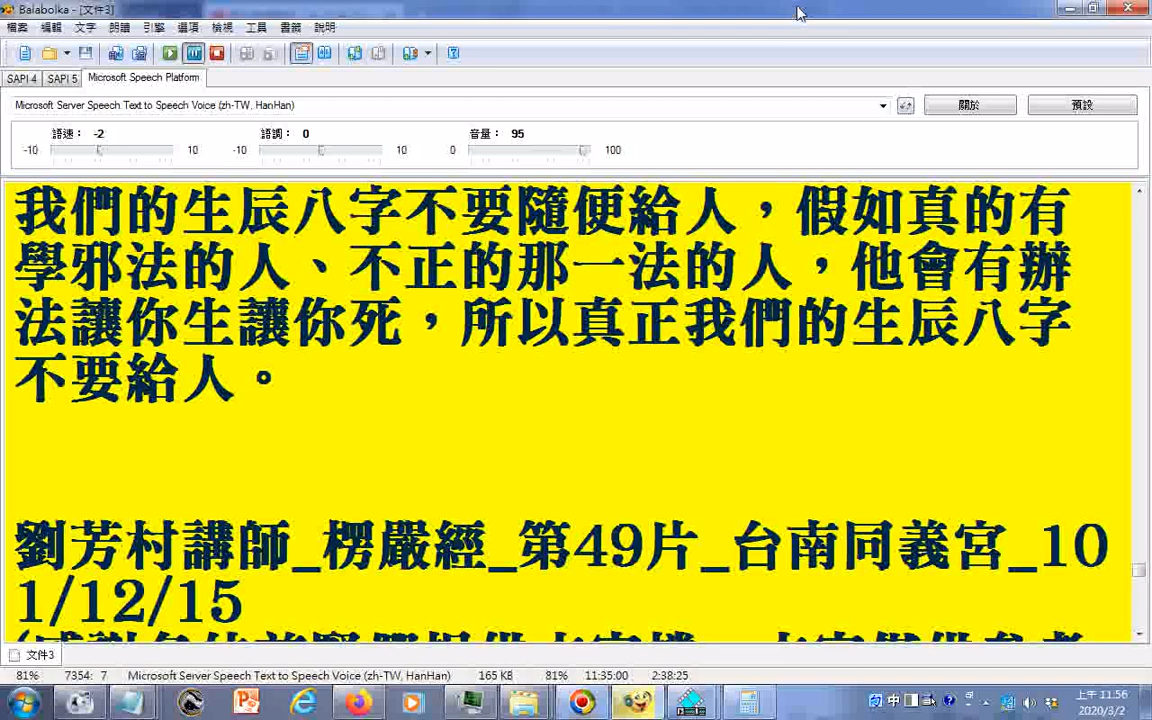 Balabolka - [文件3]
檔案 編輯 文字 朗讀 引擎 選項 檢視 工具 書籤 說明
SAPI 4 SAPI 5 Microsoft Speech Platform
Microsoft Server Speech Text to Speech Voice (zh-TW, HanHan) 關於 預設
語速： -2 語調： 0 音量： 95
-10 10 -10 10 0 100
我們的生辰八字不要隨便給人，假如真的有
學邪法的人、不正的那一法的人，他會有辦
法讓你生讓你死，所以真正我們的生辰八字
不要給人。
劉芳村講師_楞嚴經_第49片_台南同義宮_10
1/12/15
文件3
81% 7354: 7 Microsoft Server Speech Text to Speech Voice (zh-TW, HanHan) 165 KB 81% 11:35:00 2:38:25
中 上午 11:56
2020/3/2